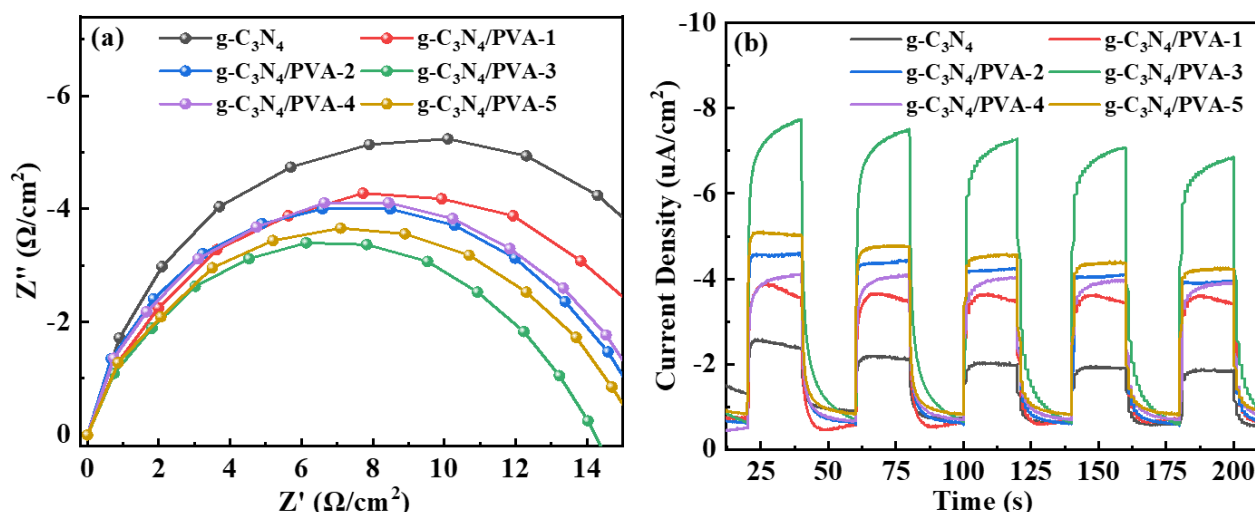 (a)
g-C₃N₄
g-C₃N₄/PVA-1
g-C₃N₄/PVA-2
g-C₃N₄/PVA-3
g-C₃N₄/PVA-4
g-C₃N₄/PVA-5
Z'' (Ω/cm²)
-6
-4
-2
0
0 2 4 6 8 10 12 14
Z' (Ω/cm²)
(b)
g-C₃N₄
g-C₃N₄/PVA-1
g-C₃N₄/PVA-2
g-C₃N₄/PVA-3
g-C₃N₄/PVA-4
g-C₃N₄/PVA-5
Current Density (uA/cm²)
-10
-8
-6
-4
-2
0
25 50 75 100 125 150 175 200
Time (s)